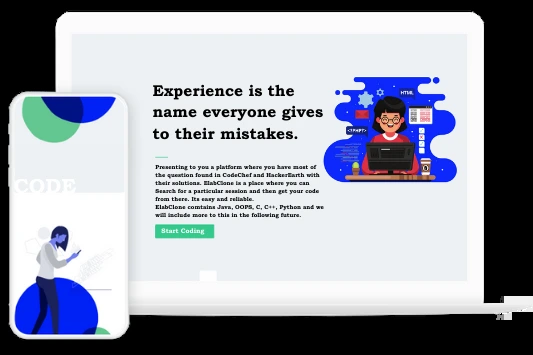 Experience is the
name everyone gives
to their mistakes.
Presenting to you a platform where you have most of
the question found in CodeChef and HackerEarth with
their solutions. ElabClone is a place where you can
Search for a particular session and then get your code
from there. Its easy and reliable.
ElabClone comtains Java, OOPS, C, C++, Python and we
will include more to this in the following future.
Start Coding
HTML
<?PHP?>
CODE